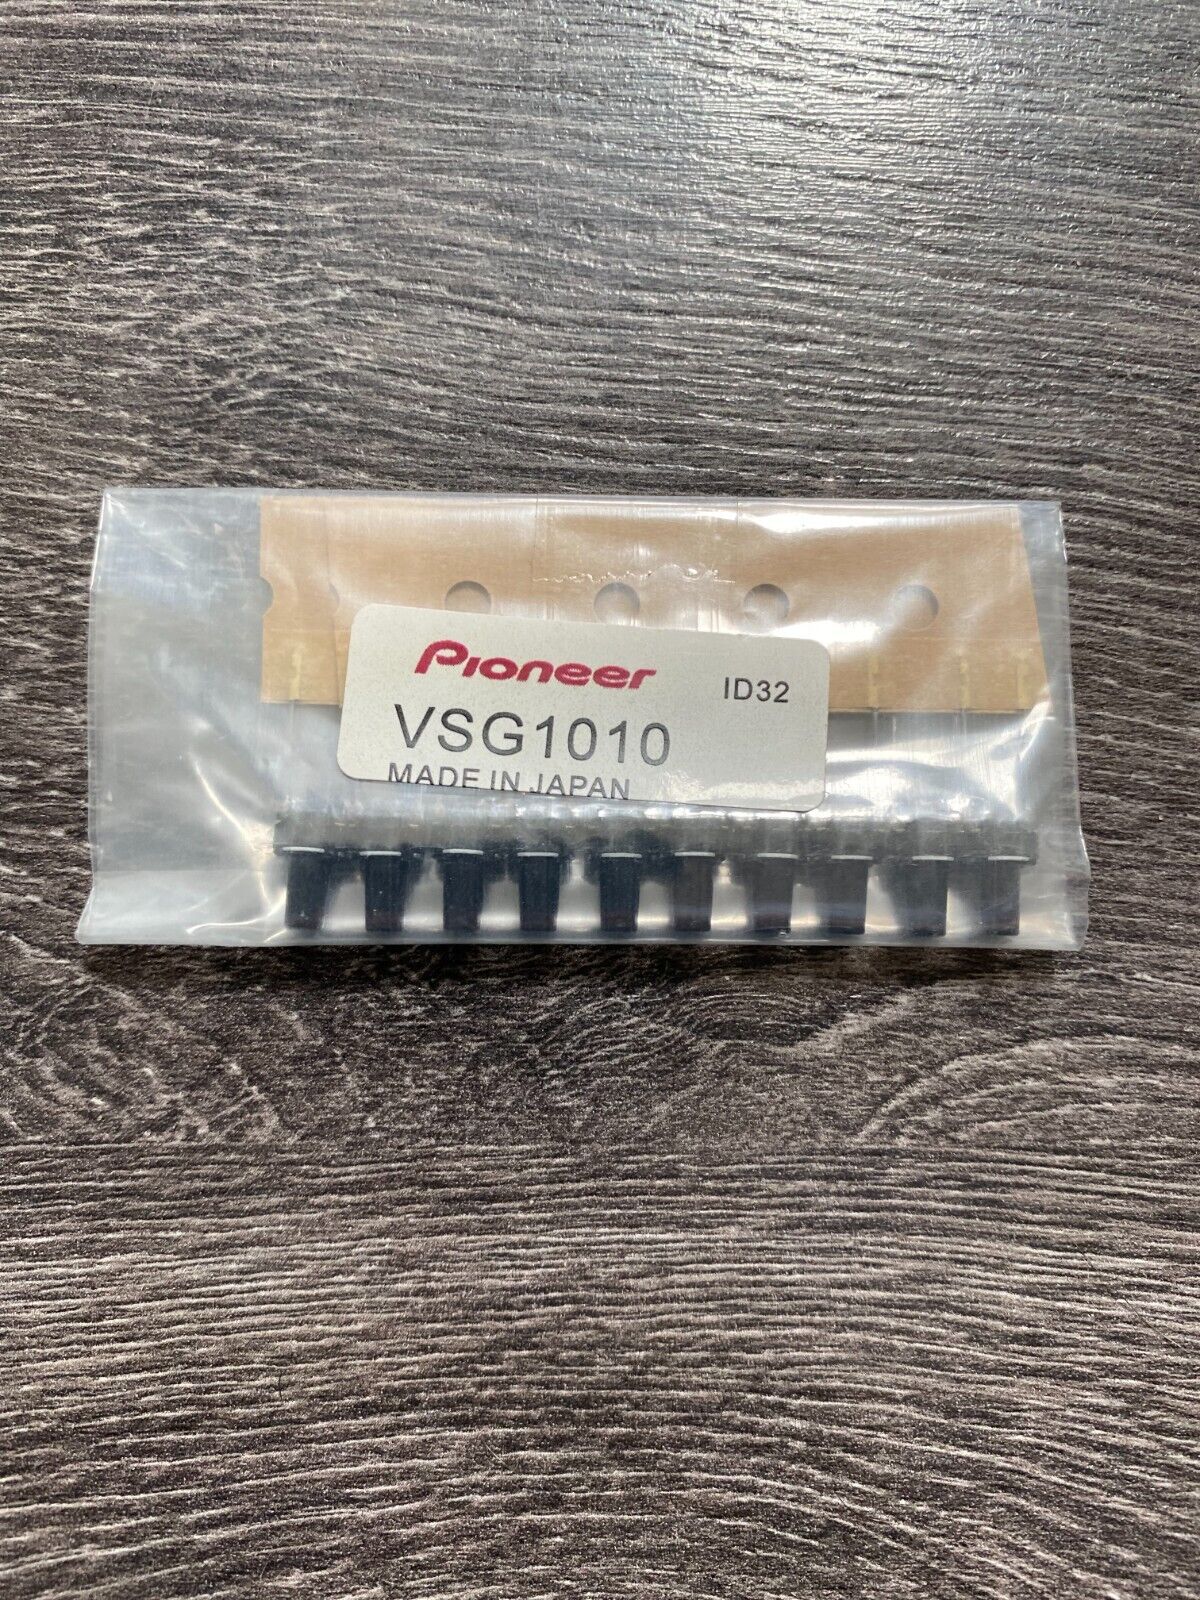 Pioneer
ID32
VSG1010
MADE IN JAPAN